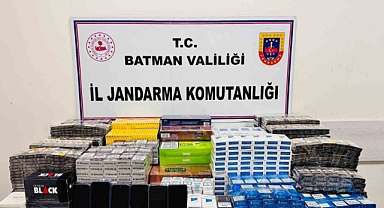 T.C.
BATMAN VALİLİĞİ
İL JANDARMA KOMUTANLIĞI
BLACK